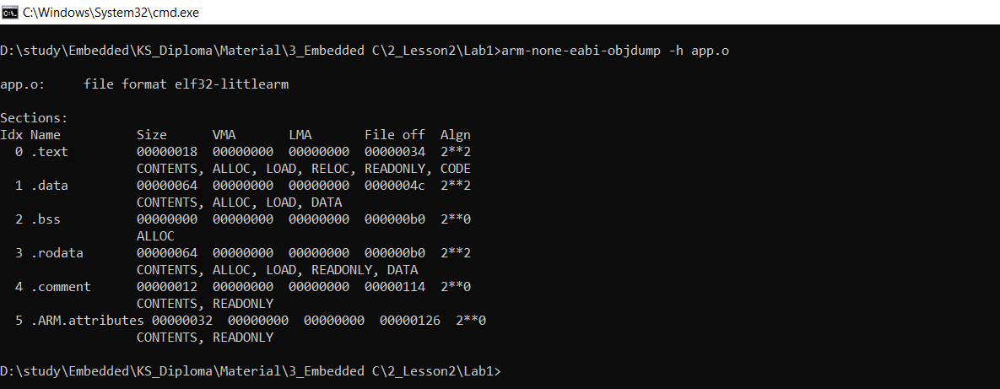 C:\Windows\System32\cmd.exe
D:\study\Embedded\KS_Diploma\Material\3_Embedded C\2_Lesson2\Lab1>arm-none-eabi-objdump -h app.o
app.o:     file format elf32-littlearm
Sections:
Idx Name          Size      VMA       LMA       File off  Algn
  0 .text         00000018  00000000  00000000  00000034  2**2
                  CONTENTS, ALLOC, LOAD, RELOC, READONLY, CODE
  1 .data         00000064  00000000  00000000  0000004c  2**2
                  CONTENTS, ALLOC, LOAD, DATA
  2 .bss          00000000  00000000  00000000  000000b0  2**0
                  ALLOC
  3 .rodata       00000064  00000000  00000000  000000b0  2**2
                  CONTENTS, ALLOC, LOAD, READONLY, DATA
  4 .comment      00000012  00000000  00000000  00000114  2**0
                  CONTENTS, READONLY
  5 .ARM.attributes 00000032  00000000  00000000  00000126  2**0
                  CONTENTS, READONLY
D:\study\Embedded\KS_Diploma\Material\3_Embedded C\2_Lesson2\Lab1>